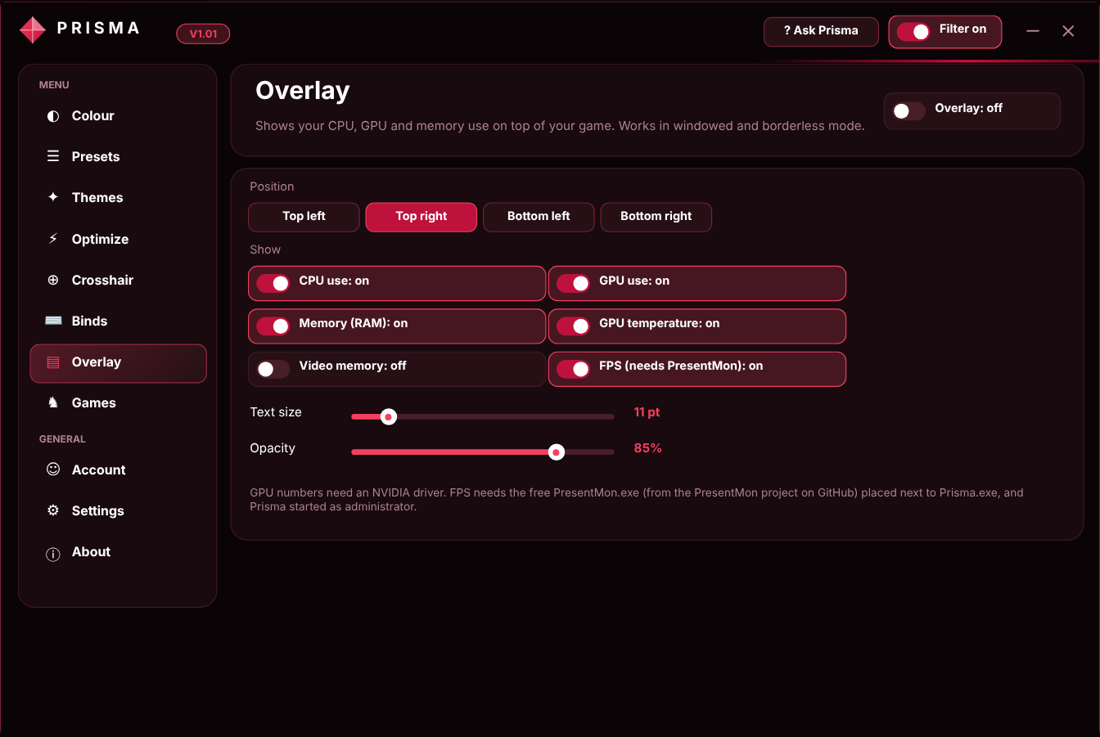 PRISMA
V1.01
? Ask Prisma
Filter on
MENU
Colour
Presets
Themes
Optimize
Crosshair
Binds
Overlay
Games
GENERAL
Account
Settings
About
Overlay
Shows your CPU, GPU and memory use on top of your game. Works in windowed and borderless mode.
Overlay: off
Position
Top left
Top right
Bottom left
Bottom right
Show
CPU use: on
GPU use: on
Memory (RAM): on
GPU temperature: on
Video memory: off
FPS (needs PresentMon): on
Text size
11 pt
Opacity
85%
GPU numbers need an NVIDIA driver. FPS needs the free PresentMon.exe (from the PresentMon project on GitHub) placed next to Prisma.exe, and
Prisma started as administrator.